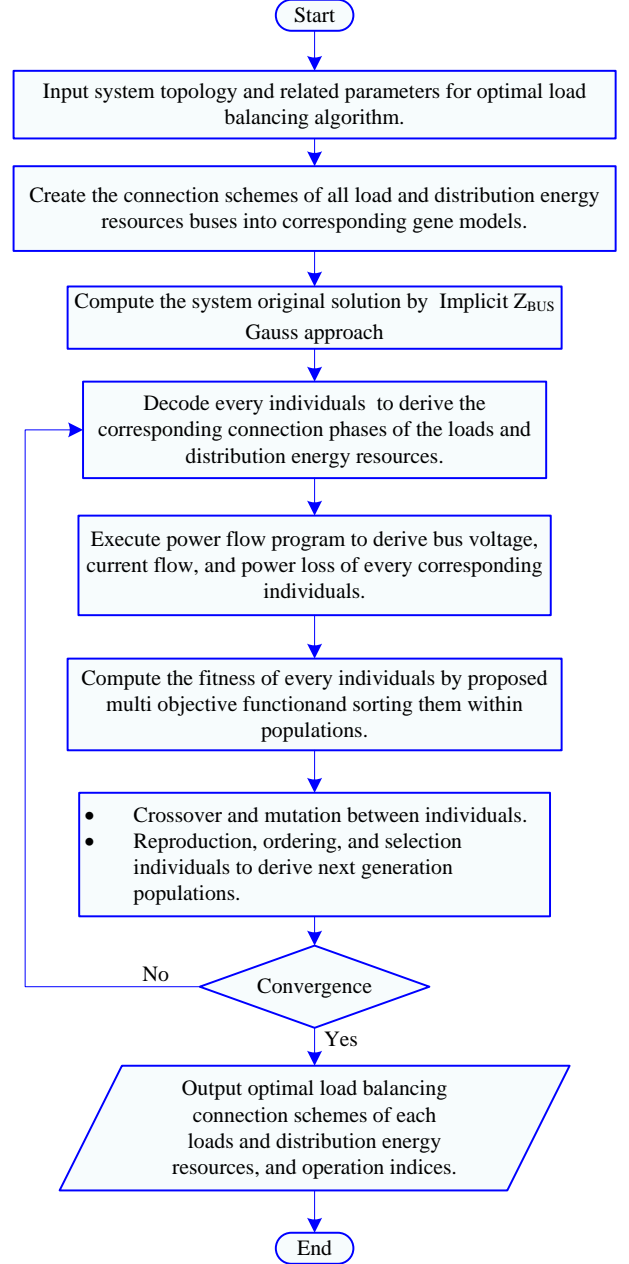 Start
Input system topology and related parameters for optimal load
balancing algorithm.
Create the connection schemes of all load and distribution energy
resources buses into corresponding gene models.
Compute the system original solution by Implicit ZBUS
Gauss approach
Decode every individuals to derive the
corresponding connection phases of the loads and
distribution energy resources.
Execute power flow program to derive bus voltage,
current flow, and power loss of every corresponding
individuals.
Compute the fitness of every individuals by proposed
multi objective functionand sorting them within
populations.
• Crossover and mutation between individuals.
• Reproduction, ordering, and selection
individuals to derive next generation
populations.
No
Convergence
Yes
Output optimal load balancing
connection schemes of each
loads and distribution energy
resources, and operation indices.
End